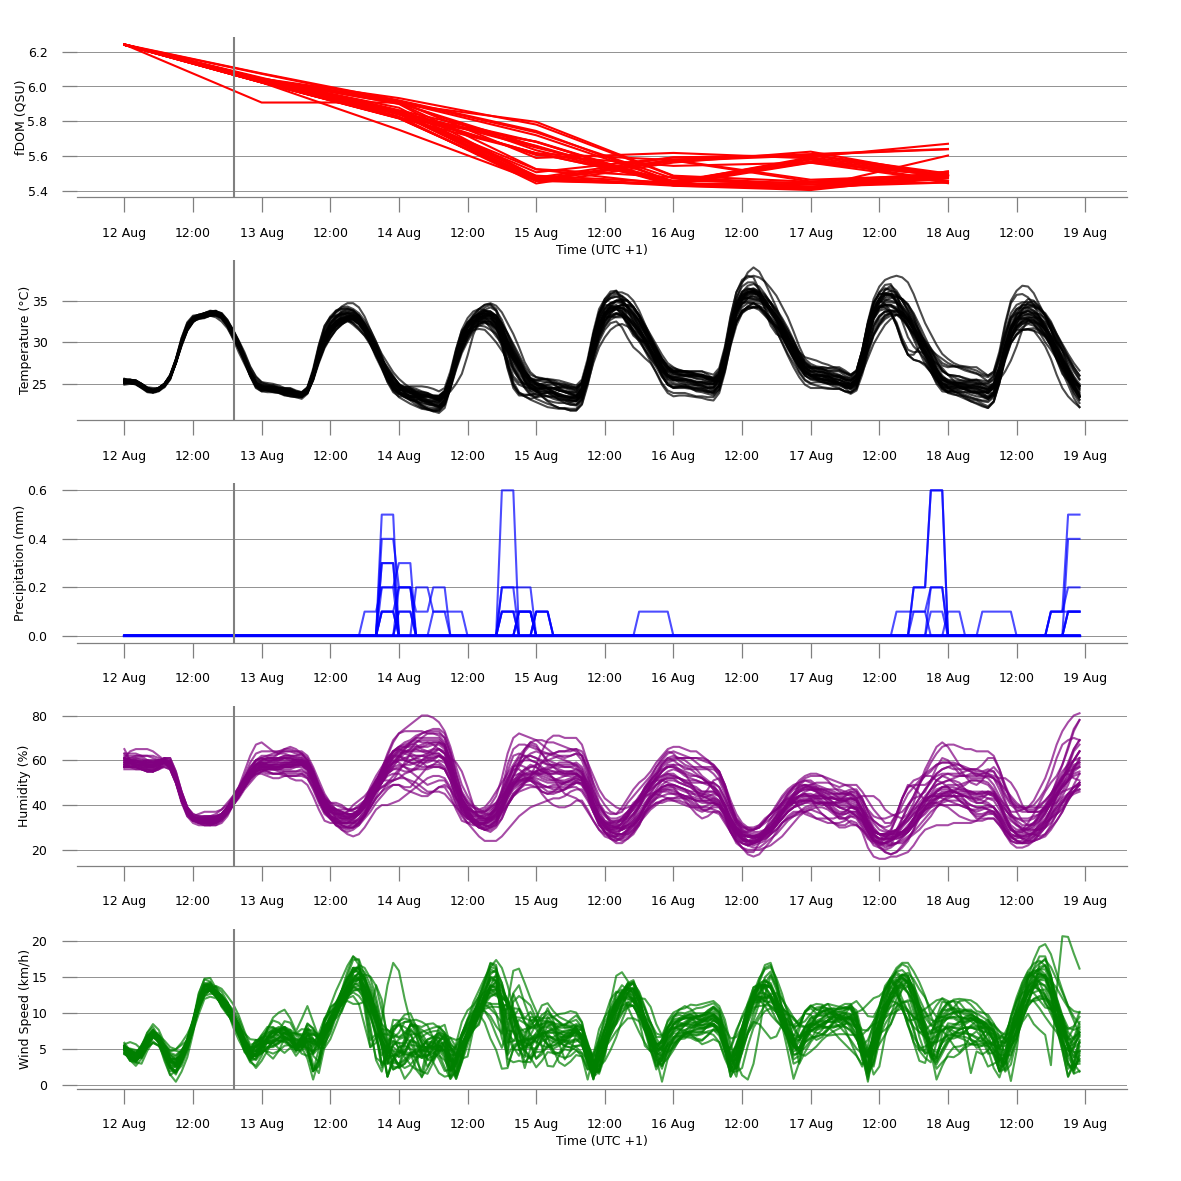 6.2
6.0
5.8
5.6
5.4
fDOM (QSU)
12 Aug 12:00 13 Aug 12:00 14 Aug 12:00 15 Aug 12:00 16 Aug 12:00 17 Aug 12:00 18 Aug 12:00 19 Aug
Time (UTC +1)
35
30
25
Temperature (°C)
12 Aug 12:00 13 Aug 12:00 14 Aug 12:00 15 Aug 12:00 16 Aug 12:00 17 Aug 12:00 18 Aug 12:00 19 Aug
0.6
0.4
0.2
0.0
Precipitation (mm)
12 Aug 12:00 13 Aug 12:00 14 Aug 12:00 15 Aug 12:00 16 Aug 12:00 17 Aug 12:00 18 Aug 12:00 19 Aug
80
60
40
20
Humidity (%)
12 Aug 12:00 13 Aug 12:00 14 Aug 12:00 15 Aug 12:00 16 Aug 12:00 17 Aug 12:00 18 Aug 12:00 19 Aug
20
15
10
5
0
Wind Speed (km/h)
12 Aug 12:00 13 Aug 12:00 14 Aug 12:00 15 Aug 12:00 16 Aug 12:00 17 Aug 12:00 18 Aug 12:00 19 Aug
Time (UTC +1)